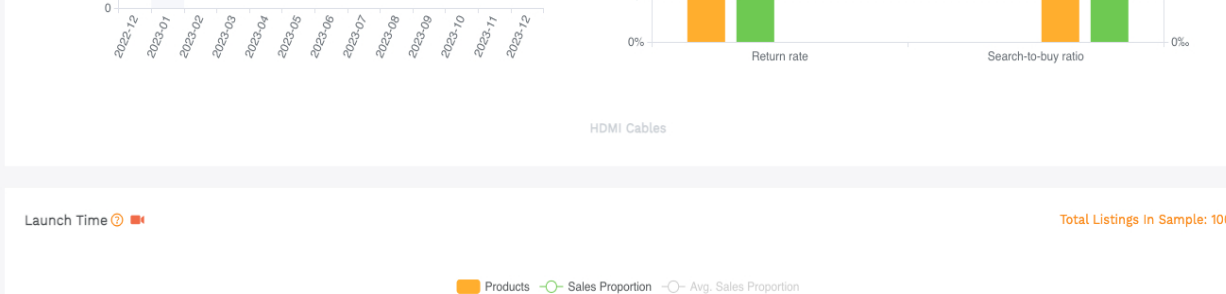 0
2022-12 2023-01 2023-02 2023-03 2023-04 2023-05 2023-06 2023-07 2023-08 2023-09 2023-10 2023-11 2023-12
0% 0‰
Return rate Search-to-buy ratio
HDMI Cables
Launch Time ? Total Listings In Sample: 100
Products Sales Proportion Avg. Sales Proportion